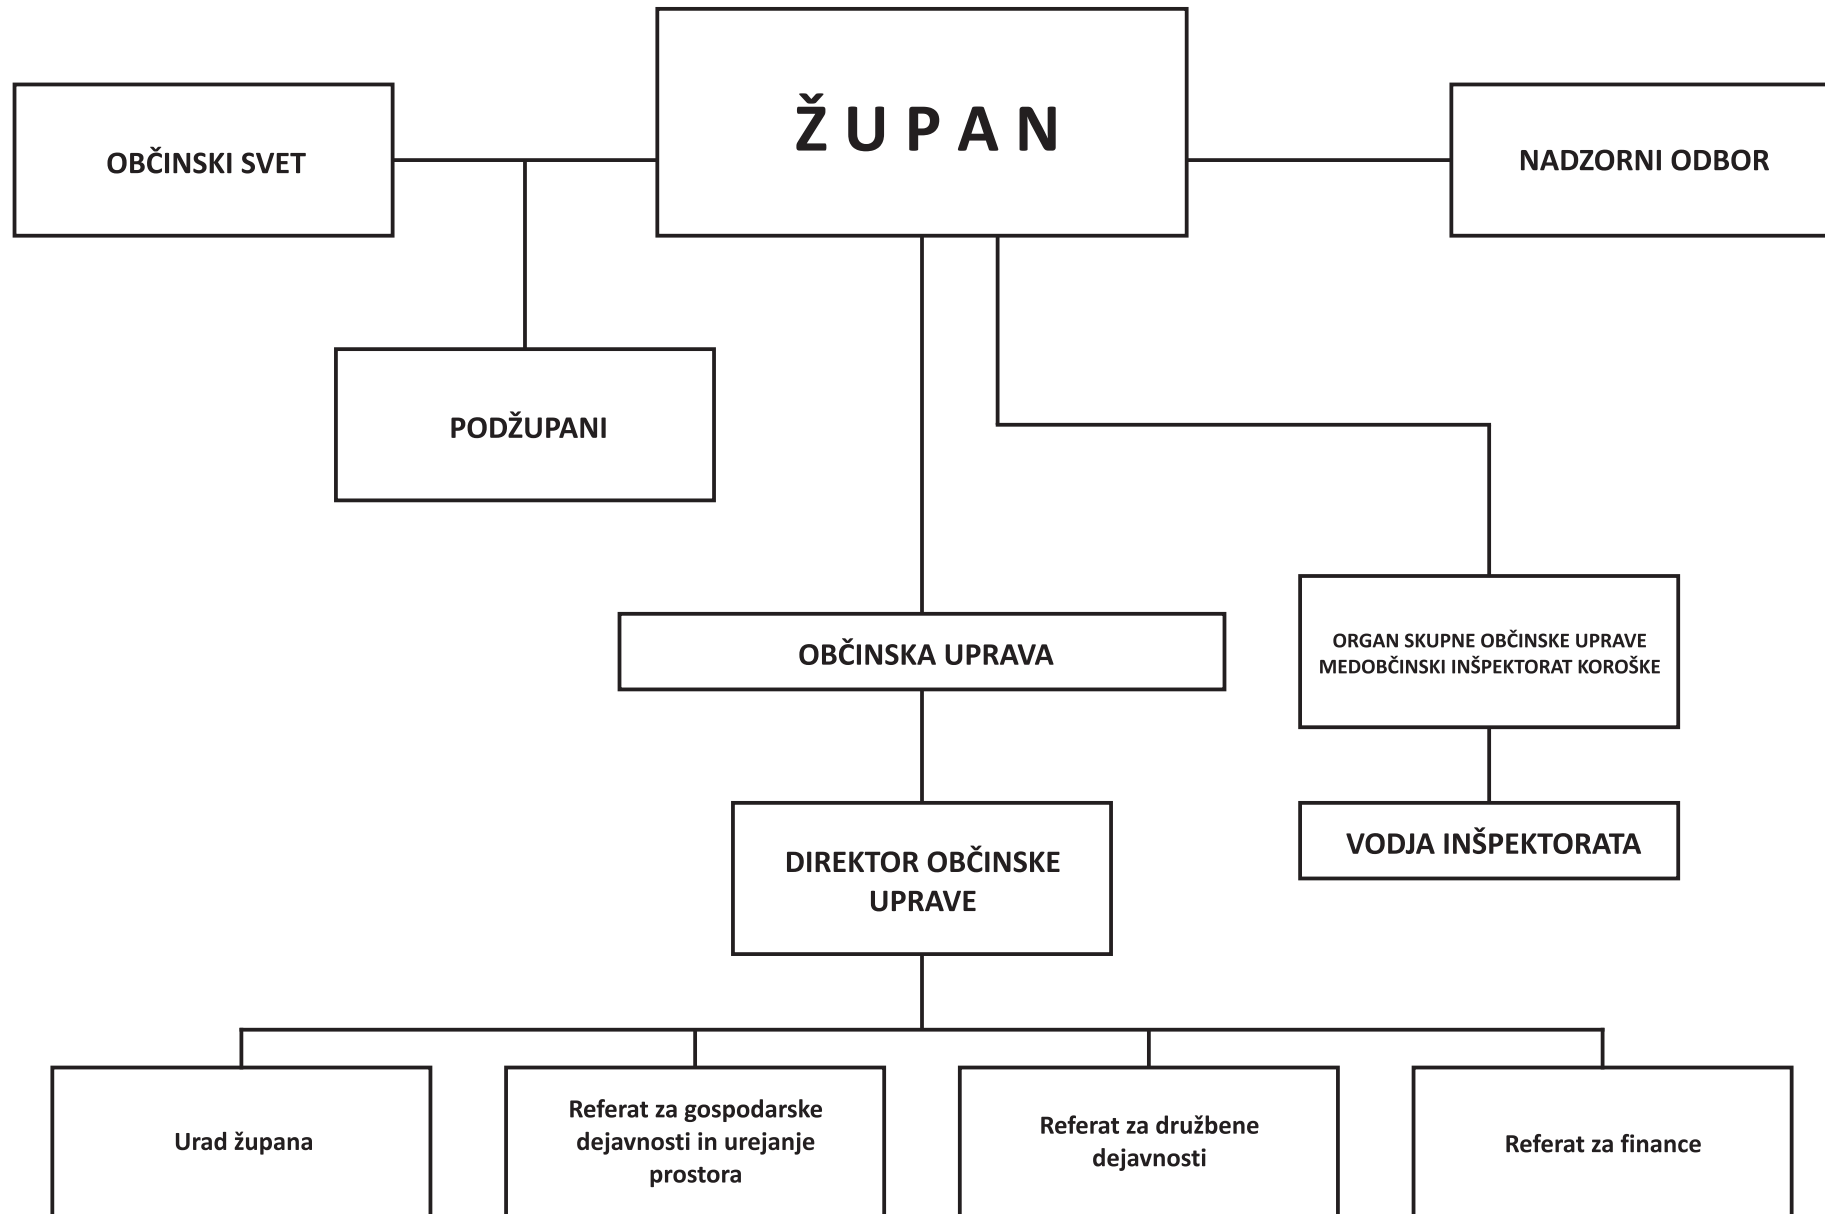 ŽUPAN
OBČINSKI SVET
NADZORNI ODBOR
PODŽUPANI
OBČINSKA UPRAVA
ORGAN SKUPNE OBČINSKE UPRAVE
MEDOBČINSKI INŠPEKTORAT KOROŠKE
DIREKTOR OBČINSKE
UPRAVE
VODJA INŠPEKTORATA
Urad župana
Referat za gospodarske
dejavnosti in urejanje
prostora
Referat za družbene
dejavnosti
Referat za finance